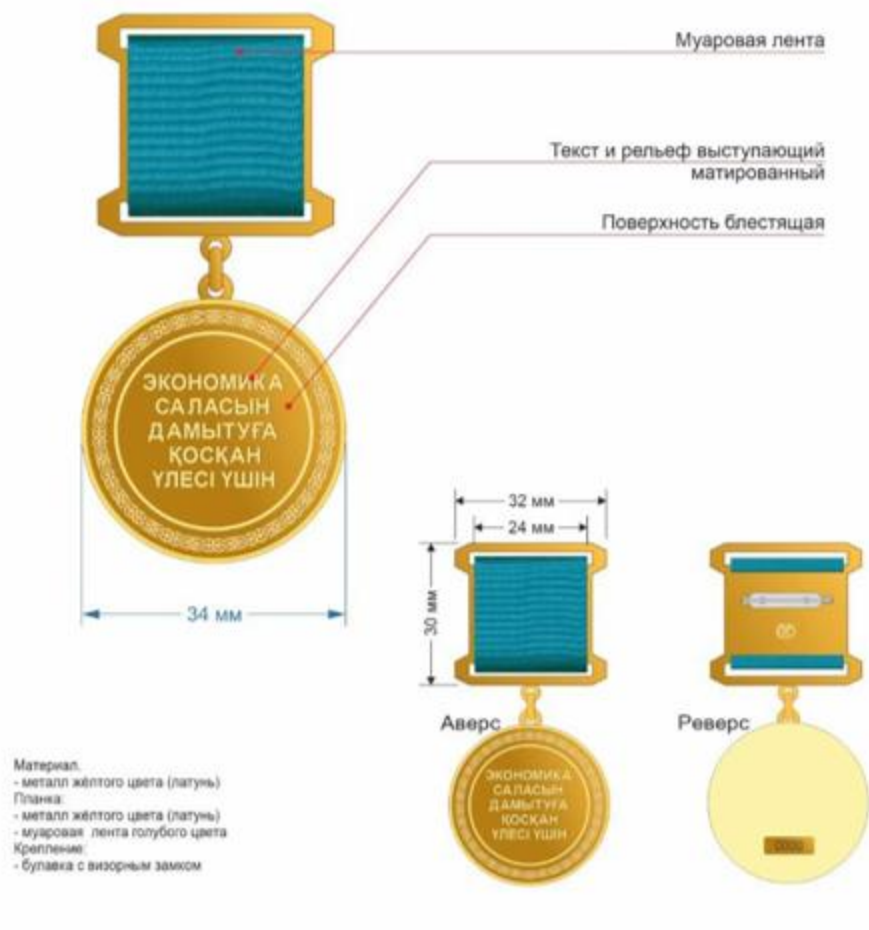 Муаровая лента
Текст и рельеф выступающий
матированный
Поверхность блестящая
ЭКОНОМИКА
САЛАСЫН
ДАМЫТУҒА
ҚОСҚАН
ҮЛЕСІ ҮШІН
34 мм
32 мм
24 мм
30 мм
Аверс
Реверс
ЭКОНОМИКА
САЛАСЫН
ДАМЫТУҒА
ҚОСҚАН
ҮЛЕСІ ҮШІН
0000
Материал.
- металл жёлтого цвета (латунь)
Планка:
- металл жёлтого цвета (латунь)
- муаровая лента голубого цвета
Крепление:
- булавка с визорным замком